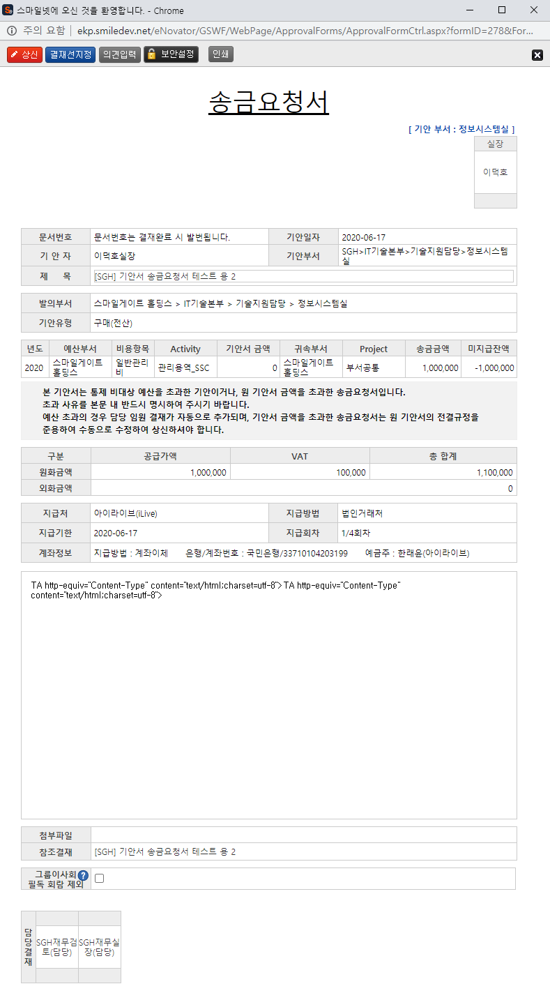 스마일넷에 오신 것을 환영합니다. - Chrome
주의 요함 | ekp.smiledev.net/eNovator/GSWF/WebPage/ApprovalForms/ApprovalFormCtrl.aspx?formID=278&For...
상신 결재선지정 의견입력 보안설정 인쇄
송금요청서
[ 기안 부서 : 정보시스템실 ]
실장
이덕호
문서번호 문서번호는 결재완료 시 발번됩니다. 기안일자 2020-06-17
기 안 자 이덕호실장 기안부서 SGH>IT기술본부>기술지원담당>정보시스템
실
제 목 [SGH] 기안서 송금요청서 테스트 용 2
발의부서 스마일게이트 홀딩스 > IT기술본부 > 기술지원담당 > 정보시스템실
기안유형 구매(전산)
년도 예산부서 비용항목 Activity 기안서 금액 귀속부서 Project 송금금액 미지급잔액
2020 스마일게이트 홀딩스 일반관리비 관리용역_SSC 0 스마일게이트 홀딩스 부서공통 1,000,000 -1,000,000
본 기안서는 통제 비대상 예산을 초과한 기안이거나, 원 기안서 금액을 초과한 송금요청서입니다.
초과 사유를 본문 내 반드시 명시하여 주시기 바랍니다.
예산 초과의 경우 담당 임원 결재가 자동으로 추가되며, 기안서 금액을 초과한 송금요청서는 원 기안서의 전결규정을
준용하여 수동으로 수정하여 상신하셔야 합니다.
구분 공급가액 VAT 총 합계
원화금액 1,000,000 100,000 1,100,000
외화금액 0
지급처 아이라이브(iLive) 지급방법 법인거래처
지급기한 2020-06-17 지급회차 1/4회차
계좌정보 지급방법 : 계좌이체 은행/계좌번호 : 국민은행/33710104203199 예금주 : 한래윤(아이라이브)
TA http-equiv="Content-Type" content="text/html;charset=utf-8"> TA http-equiv="Content-Type"
content="text/html;charset=utf-8">
첨부파일
참조결재 [SGH] 기안서 송금요청서 테스트 용 2
그룹이사회 ?
필독 회람 제외
담당결재
SGH재무검토(담당) SGH재무실장(담당)